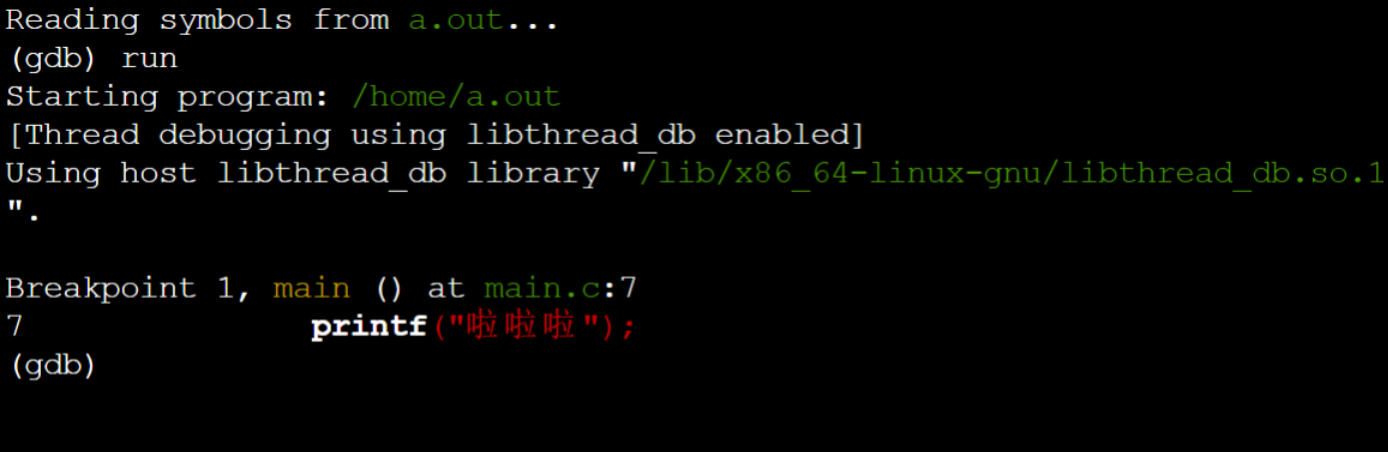 Reading symbols from a.out...
(gdb) run
Starting program: /home/a.out
[Thread debugging using libthread_db enabled]
Using host libthread_db library "/lib/x86_64-linux-gnu/libthread_db.so.1
".
Breakpoint 1, main () at main.c:7
7               printf("啦啦啦");
(gdb)